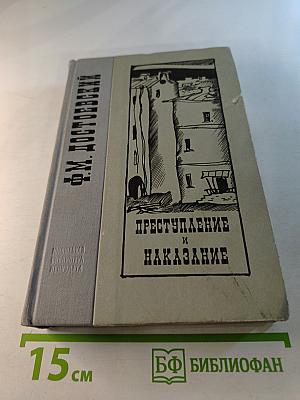 Ф.М. ДОСТОЕВСКИЙ
ПРЕСТУПЛЕНИЕ
И
НАКАЗАНИЕ
15 см
БФ БИБЛИОФАН